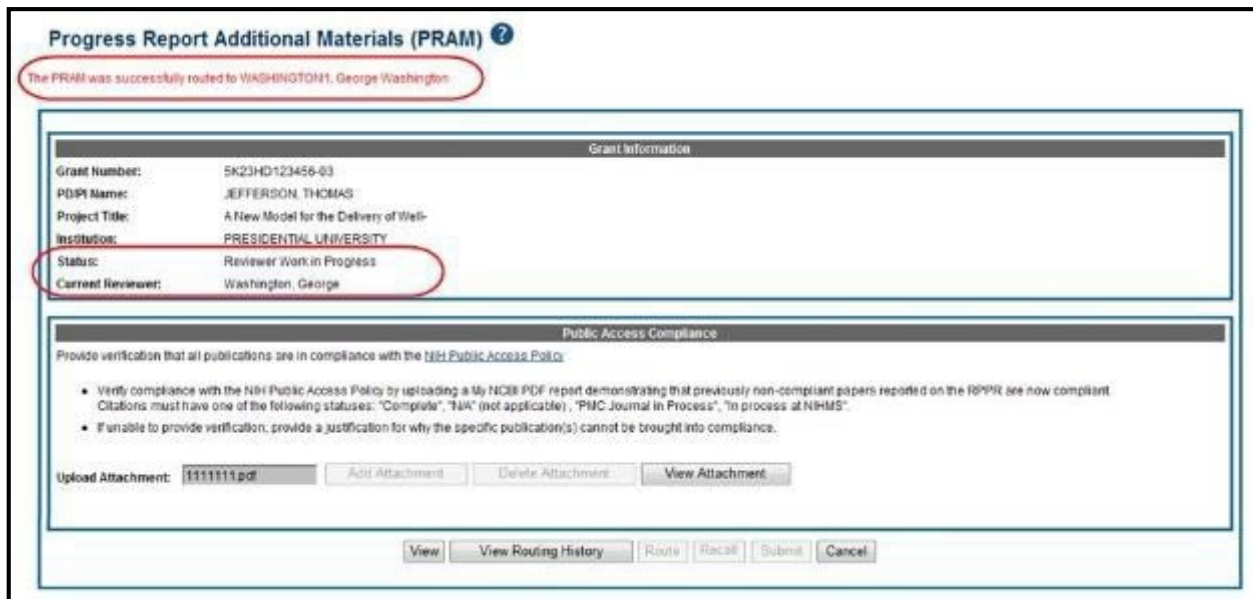 Progress Report Additional Materials (PRAM) ?
The PRAM was successfully routed to WASHINGTON1, George Washington
Grant Information
Grant Number: 5K23HD123456-03
PD/PI Name: JEFFERSON, THOMAS
Project Title: A New Model for the Delivery of Well-
Institution: PRESIDENTIAL UNIVERSITY
Status: Reviewer Work in Progress
Current Reviewer: Washington, George
Public Access Compliance
Provide verification that all publications are in compliance with the NIH Public Access Policy
• Verify compliance with the NIH Public Access Policy by uploading a My NCBI PDF report demonstrating that previously non-compliant papers reported on the RPPR are now compliant
Citations must have one of the following statuses: "Complete", "N/A" (not applicable) , "PMC Journal in Process", "In process at NIHMS".
• If unable to provide verification, provide a justification for why the specific publication(s) cannot be brought into compliance.
Upload Attachment: 1111111.pdf Add Attachment Delete Attachment View Attachment
View View Routing History Route Recall Submit Cancel